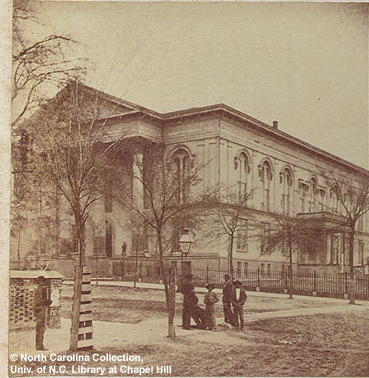 © North Carolina Collection,
Univ. of N.C. Library at Chapel Hill